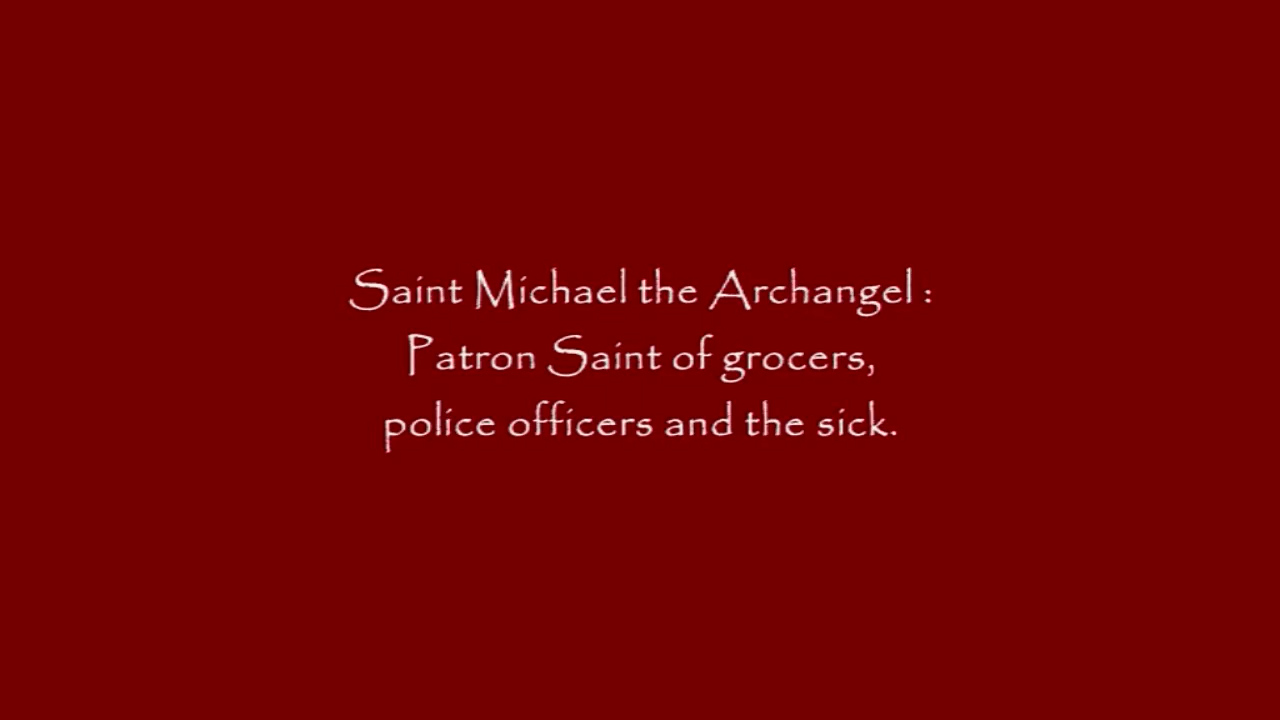 Saint Michael the Archangel :
Patron Saint of grocers,
police officers and the sick.